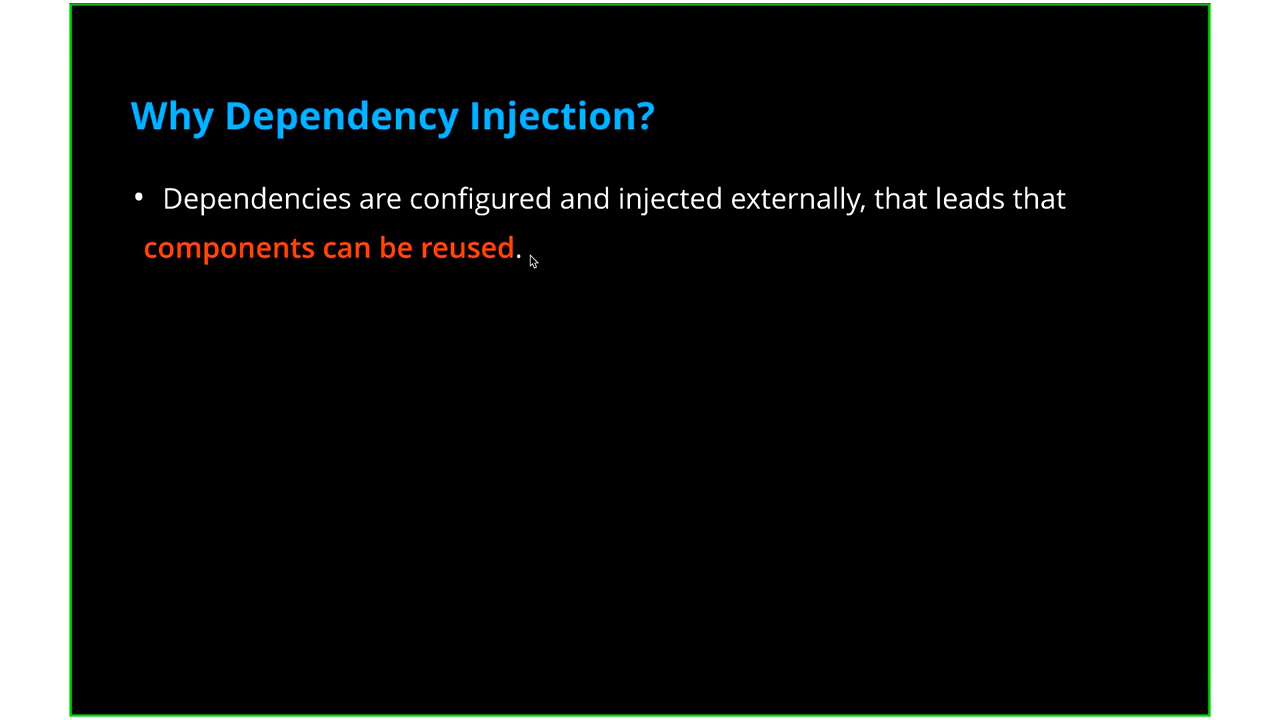 Why Dependency Injection?
• Dependencies are configured and injected externally, that leads that
components can be reused.